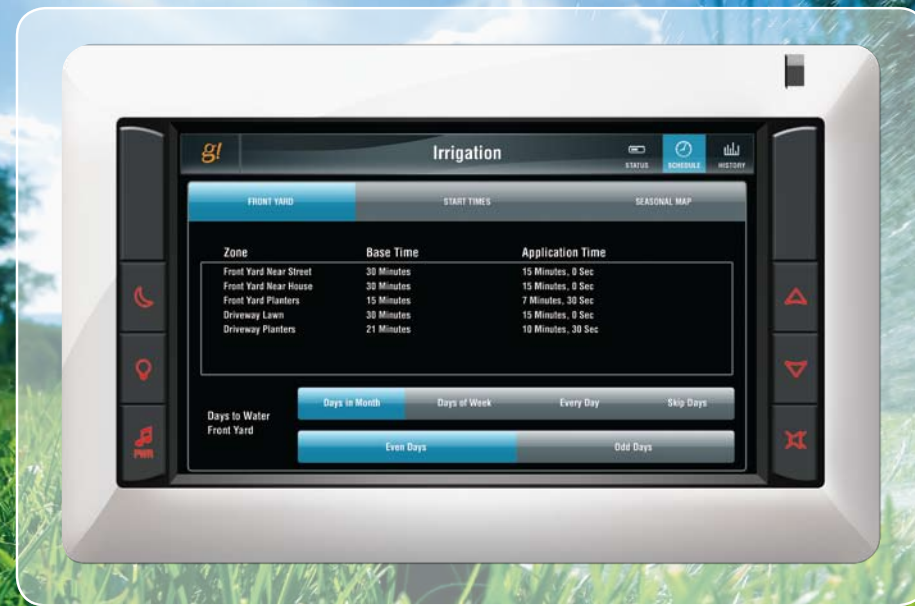 g!
Irrigation
STATUS
SCHEDULE
HISTORY
FRONT YARD
START TIMES
SEASONAL MAP
Zone Base Time Application Time
Front Yard Near Street 30 Minutes 15 Minutes, 0 Sec
Front Yard Near House 30 Minutes 15 Minutes, 0 Sec
Front Yard Planters 15 Minutes 7 Minutes, 30 Sec
Driveway Lawn 30 Minutes 15 Minutes, 0 Sec
Driveway Planters 21 Minutes 10 Minutes, 30 Sec
Days to Water
Front Yard
Days in Month Days of Week Every Day Skip Days
Even Days Odd Days
PWR